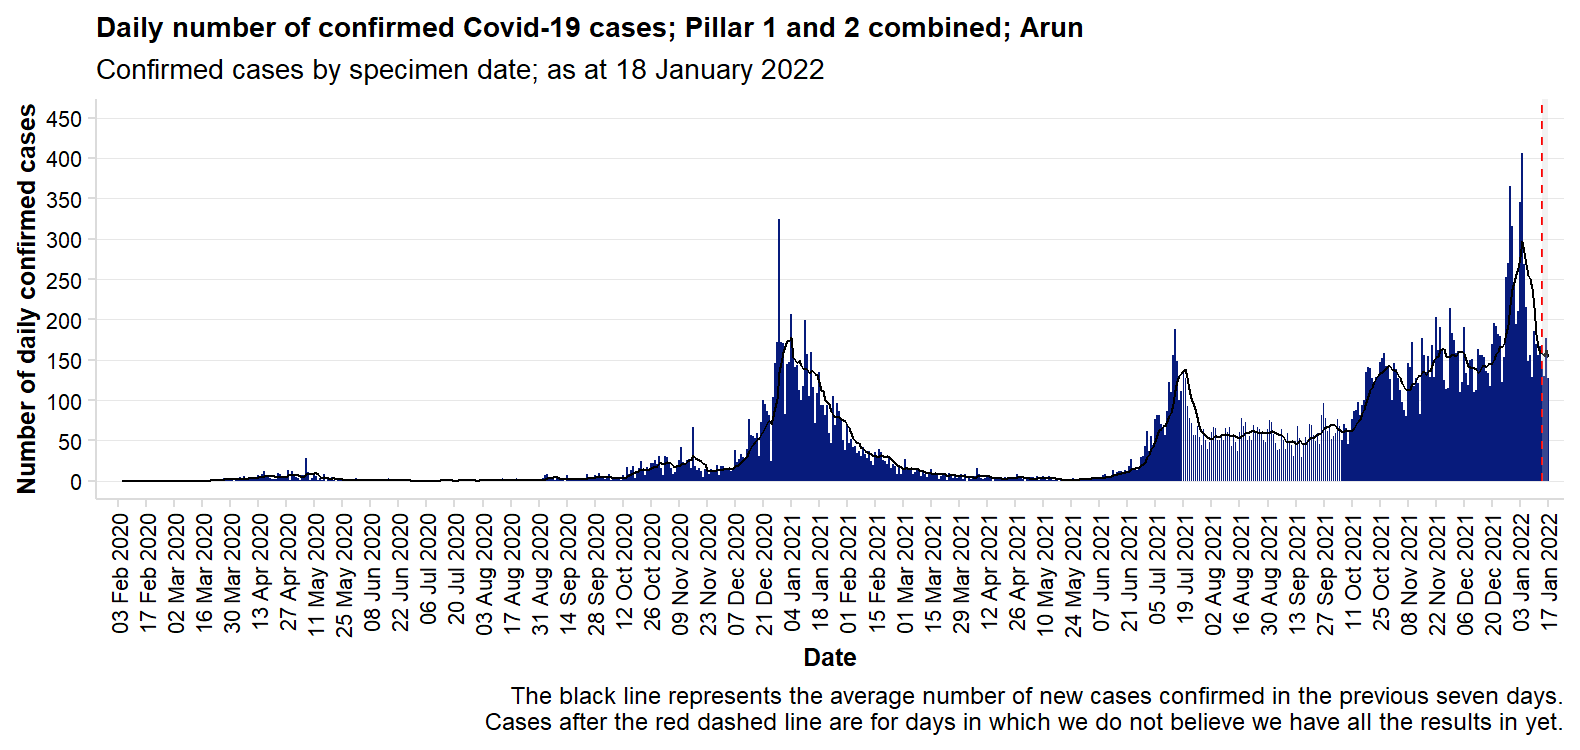 Daily number of confirmed Covid-19 cases; Pillar 1 and 2 combined; Arun
Confirmed cases by specimen date; as at 18 January 2022
Number of daily confirmed cases
450
400
350
300
250
200
150
100
50
0
03 Feb 2020
17 Feb 2020
02 Mar 2020
16 Mar 2020
30 Mar 2020
13 Apr 2020
27 Apr 2020
11 May 2020
25 May 2020
08 Jun 2020
22 Jun 2020
06 Jul 2020
20 Jul 2020
03 Aug 2020
17 Aug 2020
31 Aug 2020
14 Sep 2020
28 Sep 2020
12 Oct 2020
26 Oct 2020
09 Nov 2020
23 Nov 2020
07 Dec 2020
21 Dec 2020
04 Jan 2021
18 Jan 2021
01 Feb 2021
15 Feb 2021
01 Mar 2021
15 Mar 2021
29 Mar 2021
12 Apr 2021
26 Apr 2021
10 May 2021
24 May 2021
07 Jun 2021
21 Jun 2021
05 Jul 2021
19 Jul 2021
02 Aug 2021
16 Aug 2021
30 Aug 2021
13 Sep 2021
27 Sep 2021
11 Oct 2021
25 Oct 2021
08 Nov 2021
22 Nov 2021
06 Dec 2021
20 Dec 2021
03 Jan 2022
17 Jan 2022
Date
The black line represents the average number of new cases confirmed in the previous seven days.
Cases after the red dashed line are for days in which we do not believe we have all the results in yet.